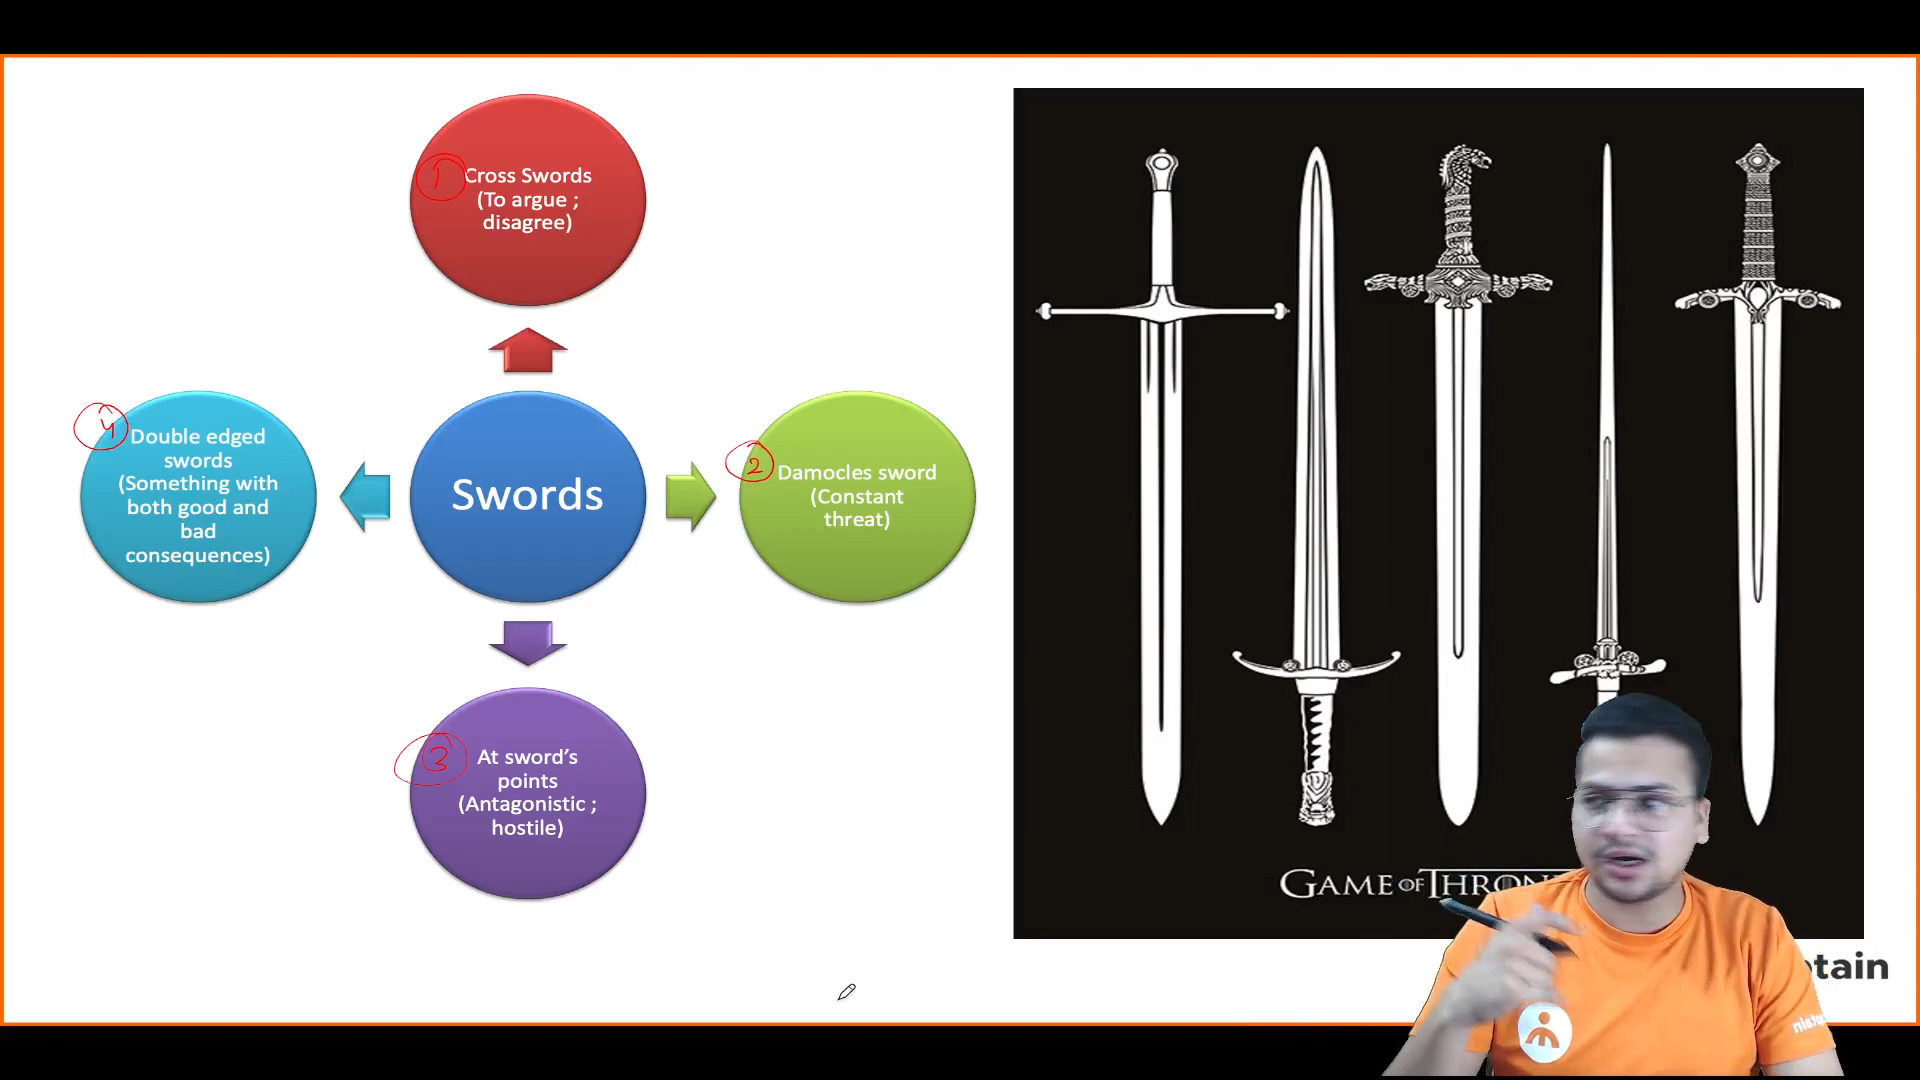 1
Cross Swords
(To argue ;
disagree)
4
Double edged
swords
(Something with
both good and
bad
consequences)
Swords
2
Damocles sword
(Constant
threat)
3
At sword’s
points
(Antagonistic ;
hostile)
GAME OF THRON
tain